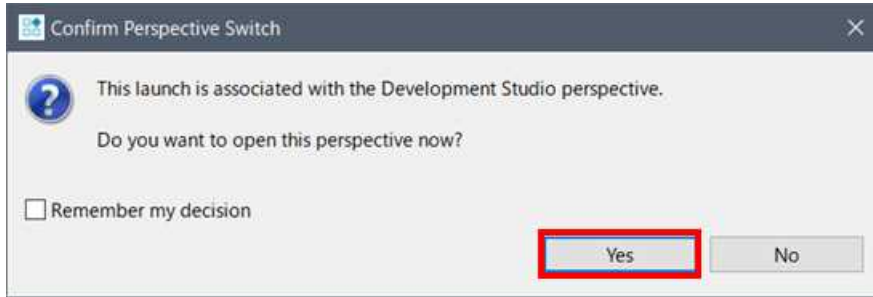 Confirm Perspective Switch
This launch is associated with the Development Studio perspective.
Do you want to open this perspective now?
Remember my decision
Yes No